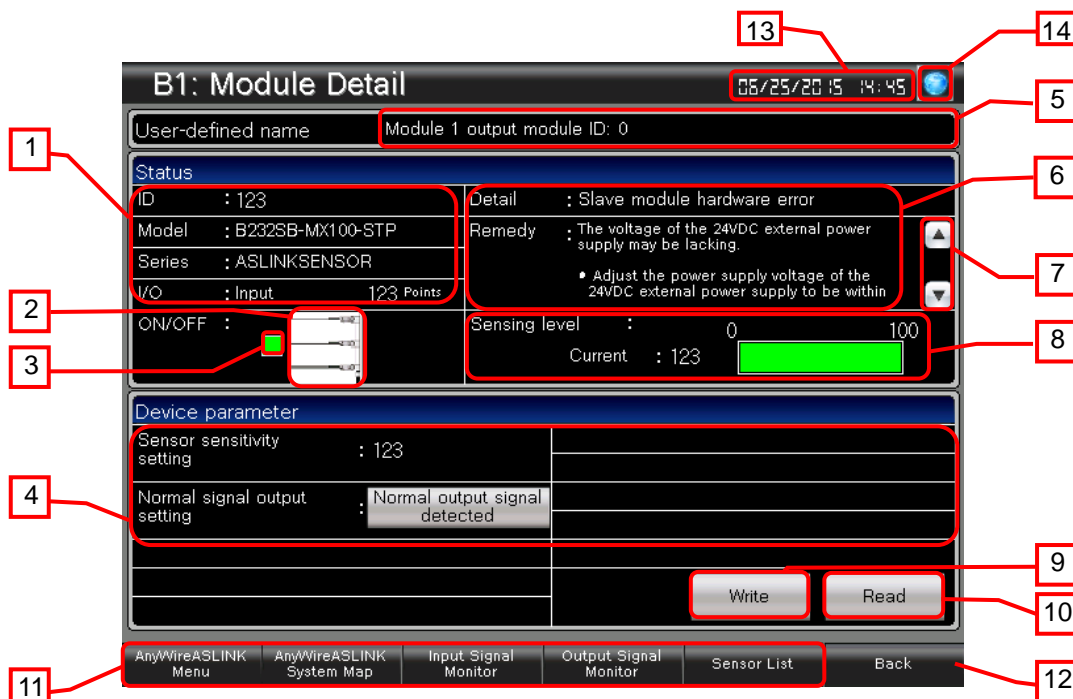 13
14
B1: Module Detail
06/25/2015 14:45
5
User-defined name
Module 1 output module ID: 0
1
Status
6
ID : 123
Detail : Slave module hardware error
Model : B232SB-MX100-STP
Remedy : The voltage of the 24VDC external power
supply may be lacking.
Series : ASLINKSENSOR
• Adjust the power supply voltage of the
24VDC external power supply to be within
7
I/O : Input 123 Points
2
ON/OFF :
Sensing level :
0 100
8
Current : 123
3
Device parameter
Sensor sensitivity
setting : 123
4
Normal signal output
setting :
Normal output signal
detected
9
Write
Read
10
AnyWireASLINK
Menu
AnyWireASLINK
System Map
Input Signal
Monitor
Output Signal
Monitor
Sensor List
Back
11
12